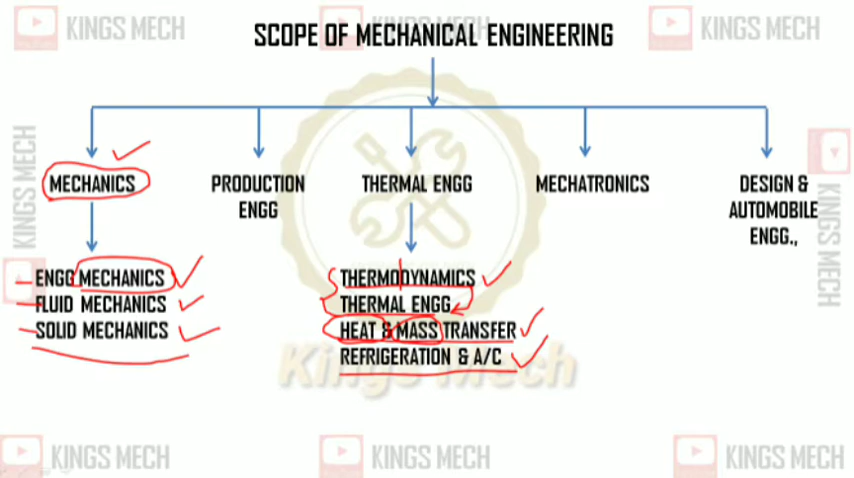 KINGS MECH
KINGS MECH
KINGS MECH
SCOPE OF MECHANICAL ENGINEERING
KINGS MECH
KINGS MECH
MECHANICS
PRODUCTION
ENGG
THERMAL ENGG
MECHATRONICS
DESIGN &
AUTOMOBILE
ENGG.,
ENGG MECHANICS
FLUID MECHANICS
SOLID MECHANICS
THERMODYNAMICS
THERMAL ENGG
HEAT & MASS TRANSFER
REFRIGERATION & A/C
Kings Mech
KINGS MECH
KINGS MECH
KINGS MECH